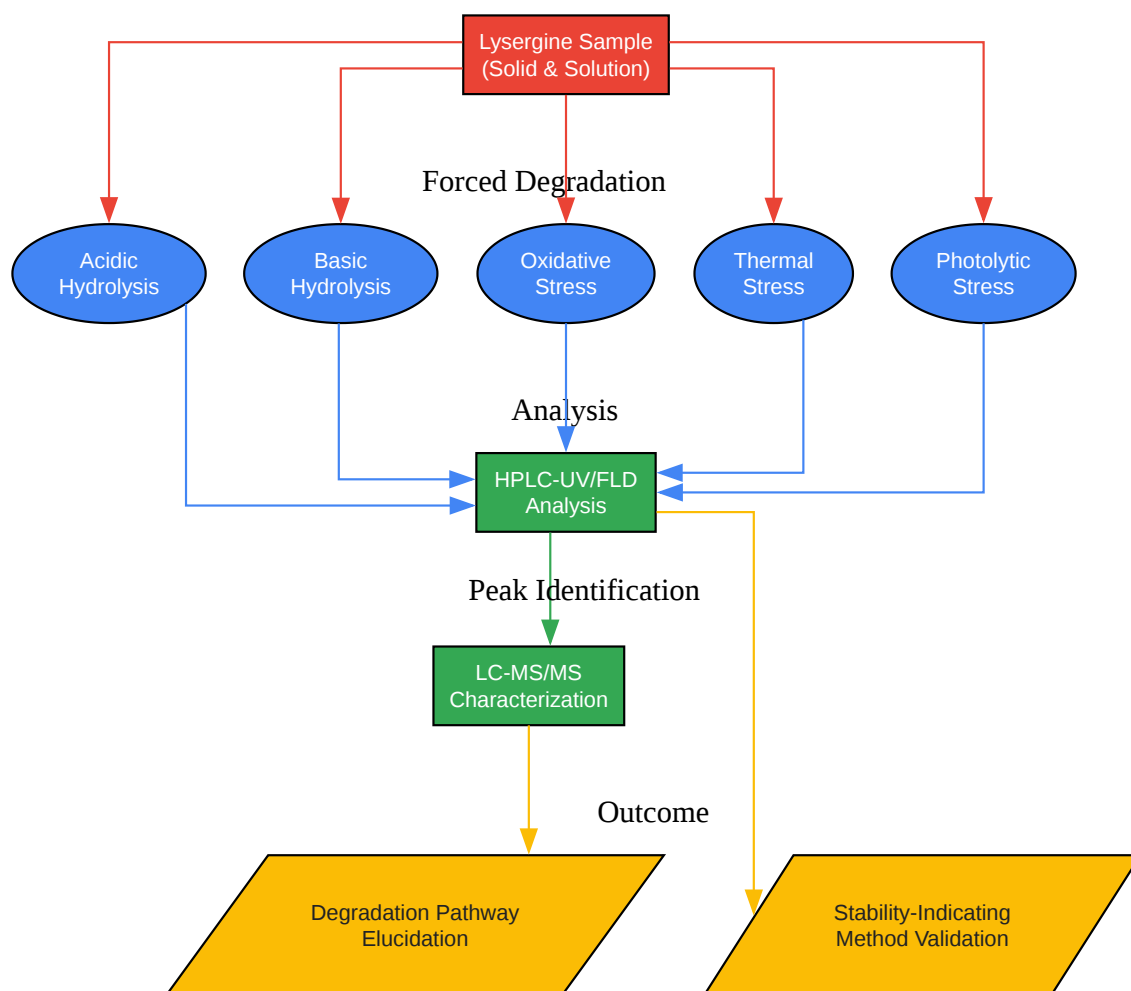 Lysergine Sample
(Solid & Solution)
Forced Degradation
Acidic
Hydrolysis
Basic
Hydrolysis
Oxidative
Stress
Thermal
Stress
Photolytic
Stress
Analysis
HPLC-UV/FLD
Analysis
Peak Identification
LC-MS/MS
Characterization
Outcome
Degradation Pathway
Elucidation
Stability-Indicating
Method Validation